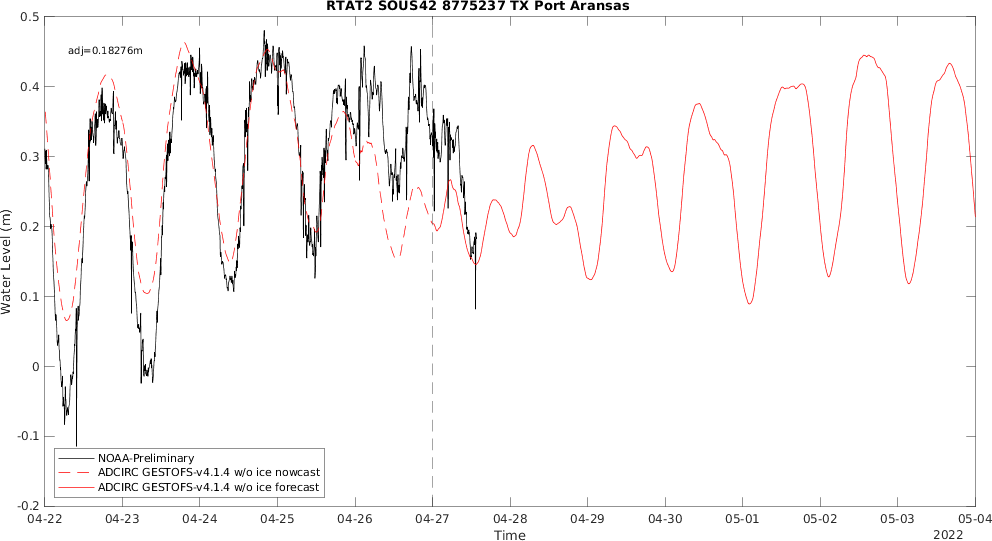 RTAT2 SOUS42 8775237 TX Port Aransas
adj=0.18276m
0.5
0.4
0.3
0.2
0.1
0
-0.1
-0.2
Water Level (m)
NOAA-Preliminary
ADCIRC GESTOFS-v4.1.4 w/o ice nowcast
ADCIRC GESTOFS-v4.1.4 w/o ice forecast
04-22 04-23 04-24 04-25 04-26 04-27 04-28 04-29 04-30 05-01 05-02 05-03 05-04
Time
2022